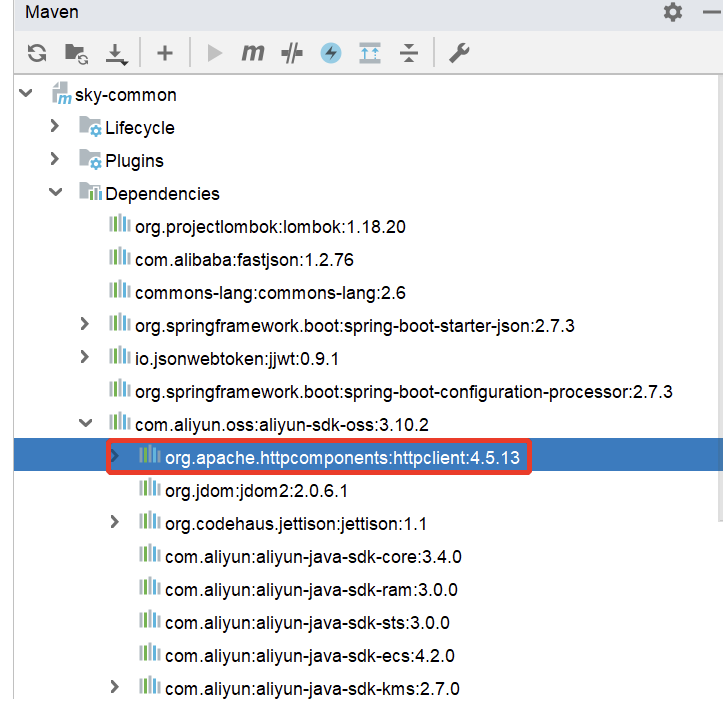 Maven
sky-common
Lifecycle
Plugins
Dependencies
org.projectlombok:lombok:1.18.20
com.alibaba:fastjson:1.2.76
commons-lang:commons-lang:2.6
org.springframework.boot:spring-boot-starter-json:2.7.3
io.jsonwebtoken:jjwt:0.9.1
org.springframework.boot:spring-boot-configuration-processor:2.7.3
com.aliyun.oss:aliyun-sdk-oss:3.10.2
org.apache.httpcomponents:httpclient:4.5.13
org.jdom:jdom2:2.0.6.1
org.codehaus.jettison:jettison:1.1
com.aliyun:aliyun-java-sdk-core:3.4.0
com.aliyun:aliyun-java-sdk-ram:3.0.0
com.aliyun:aliyun-java-sdk-sts:3.0.0
com.aliyun:aliyun-java-sdk-ecs:4.2.0
com.aliyun:aliyun-java-sdk-kms:2.7.0